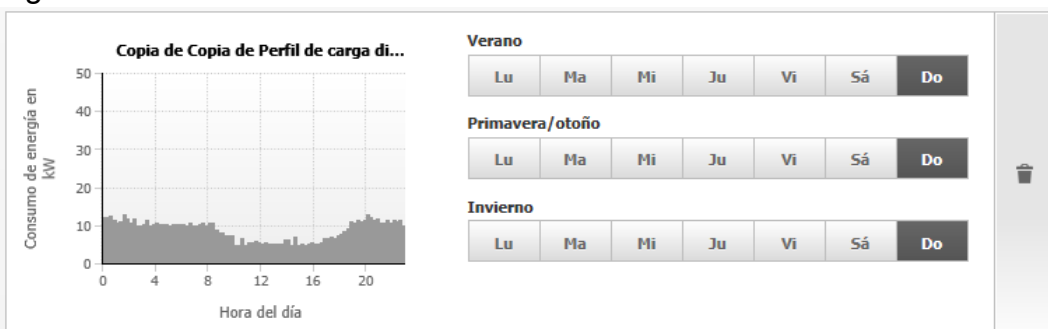 Copia de Copia de Perfil de carga di...
50
40
30
20
10
0
Consumo de energía en
kW
0 4 8 12 16 20
Hora del día
Verano
Lu Ma Mi Ju Vi Sá Do
Primavera/otoño
Lu Ma Mi Ju Vi Sá Do
Invierno
Lu Ma Mi Ju Vi Sá Do